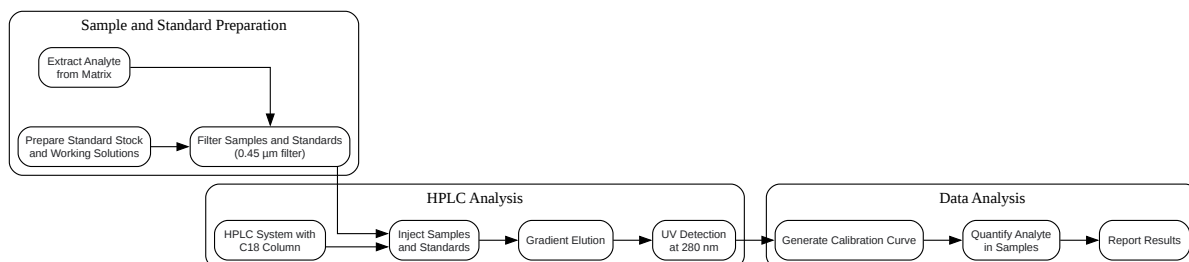 Sample and Standard Preparation
Extract Analyte
from Matrix
Prepare Standard Stock
and Working Solutions
Filter Samples and Standards
(0.45 µm filter)
HPLC Analysis
HPLC System with
C18 Column
Inject Samples
and Standards
Gradient Elution
UV Detection
at 280 nm
Data Analysis
Generate Calibration Curve
Quantify Analyte
in Samples
Report Results